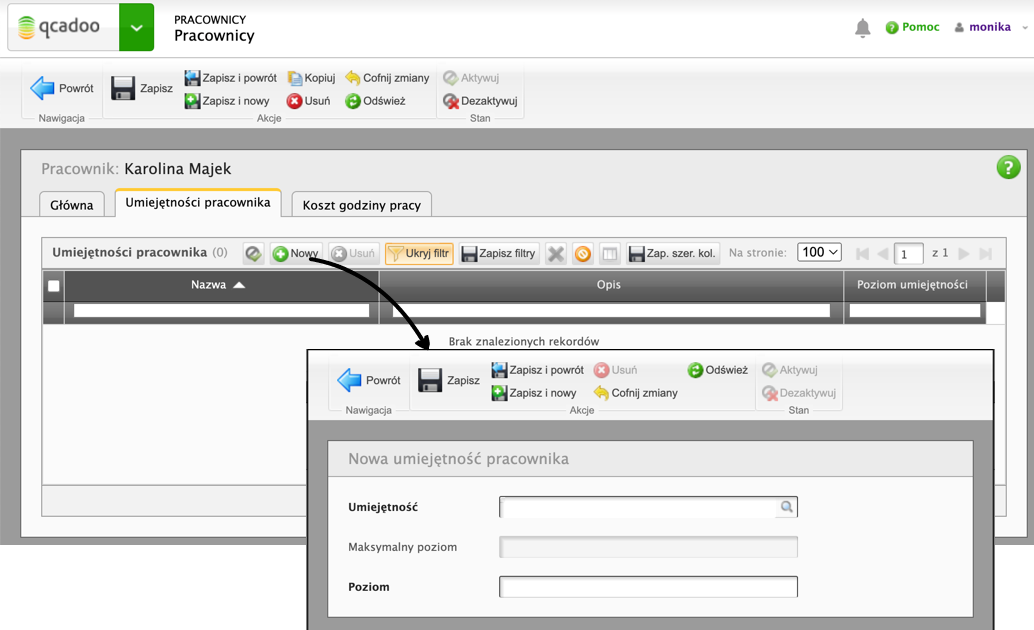 qcadoo
PRACOWNICY
Pracownicy
Pomoc
monika
Powrót
Nawigacja
Zapisz
Zapisz i powrót
Kopiuj
Cofnij zmiany
Zapisz i nowy
Usuń
Odśwież
Akcje
Aktywuj
Dezaktywuj
Stan
Pracownik: Karolina Majek
?
Główna
Umiejętności pracownika
Koszt godziny pracy
Umiejętności pracownika (0)
Nowy
Usuń
Ukryj filtr
Zapisz filtry
Zap. szer. kol.
Na stronie:
100
1
z 1
Nazwa
Opis
Poziom umiejętności
Brak znalezionych rekordów
Powrót
Nawigacja
Zapisz
Zapisz i powrót
Usuń
Odśwież
Zapisz i nowy
Cofnij zmiany
Akcje
Aktywuj
Dezaktywuj
Stan
Nowa umiejętność pracownika
Umiejętność
Maksymalny poziom
Poziom